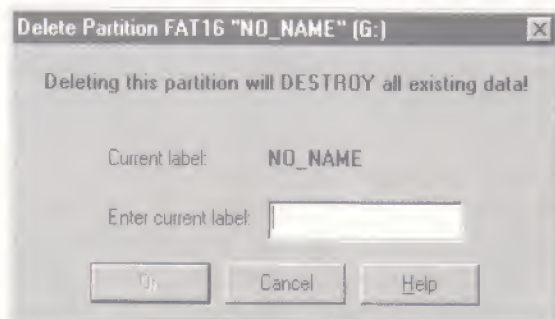 Delete Partition FAT16 "NO_NAME" (G:)
Deleting this partition will DESTROY all existing data!
Current label: NO_NAME
Enter current label:
Cancel Help